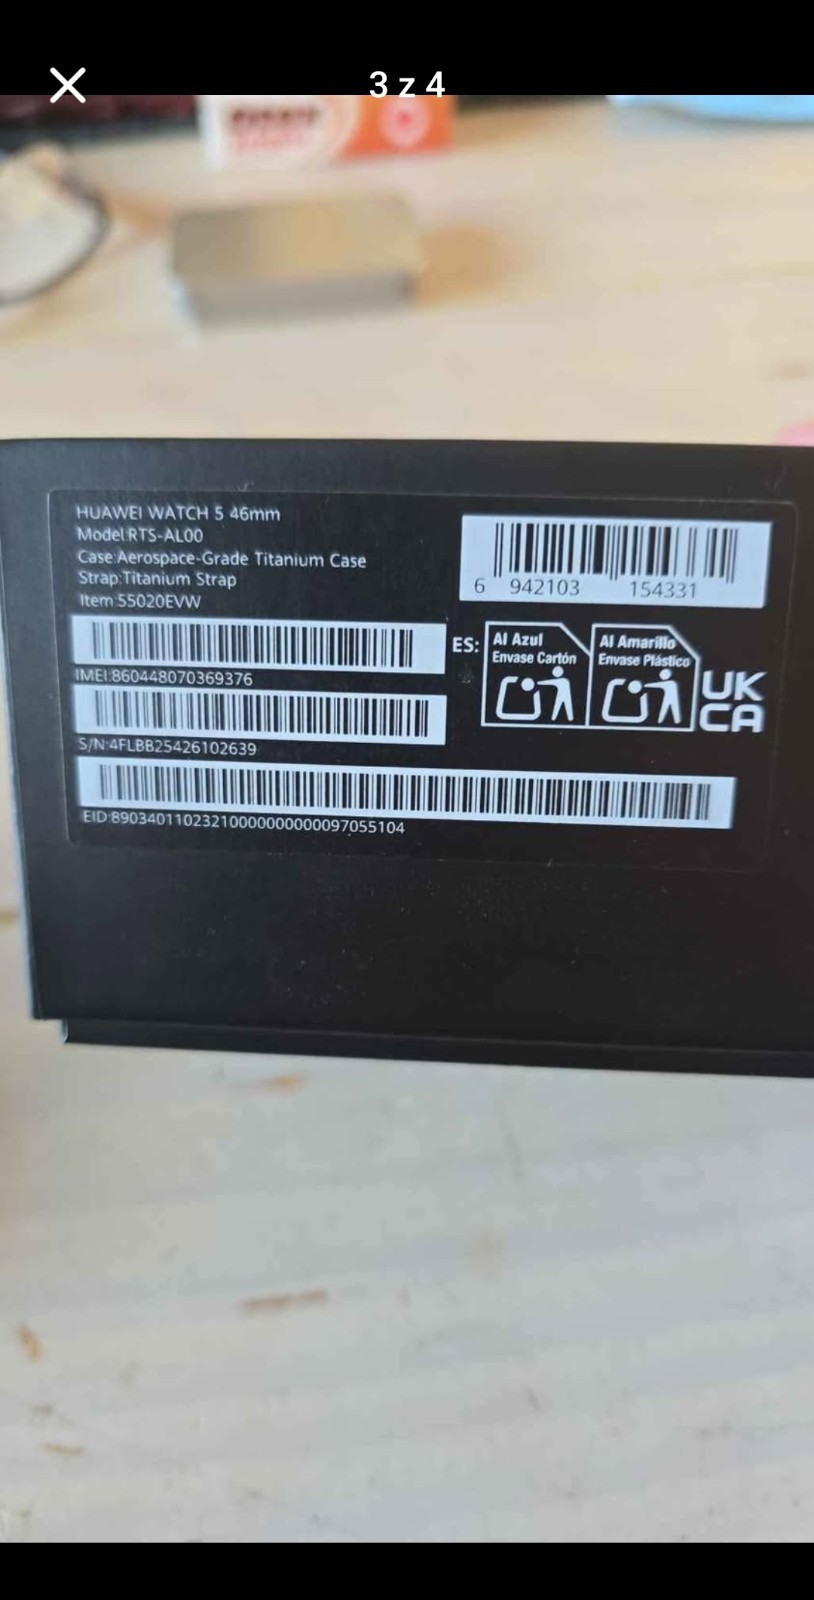 3 z 4
HUAWEI WATCH 5 46mm
Model:RTS-AL00
Case:Aerospace-Grade Titanium Case
Strap:Titanium Strap
Item:55020EVW
6 942103 154331
IMEI:860448070369376
S/N:4FLBB25426102639
EID:89034011023210000000000097055104
ES:
Al Azul
Envase Cartón
Al Amarillo
Envase Plástico
UK
CA